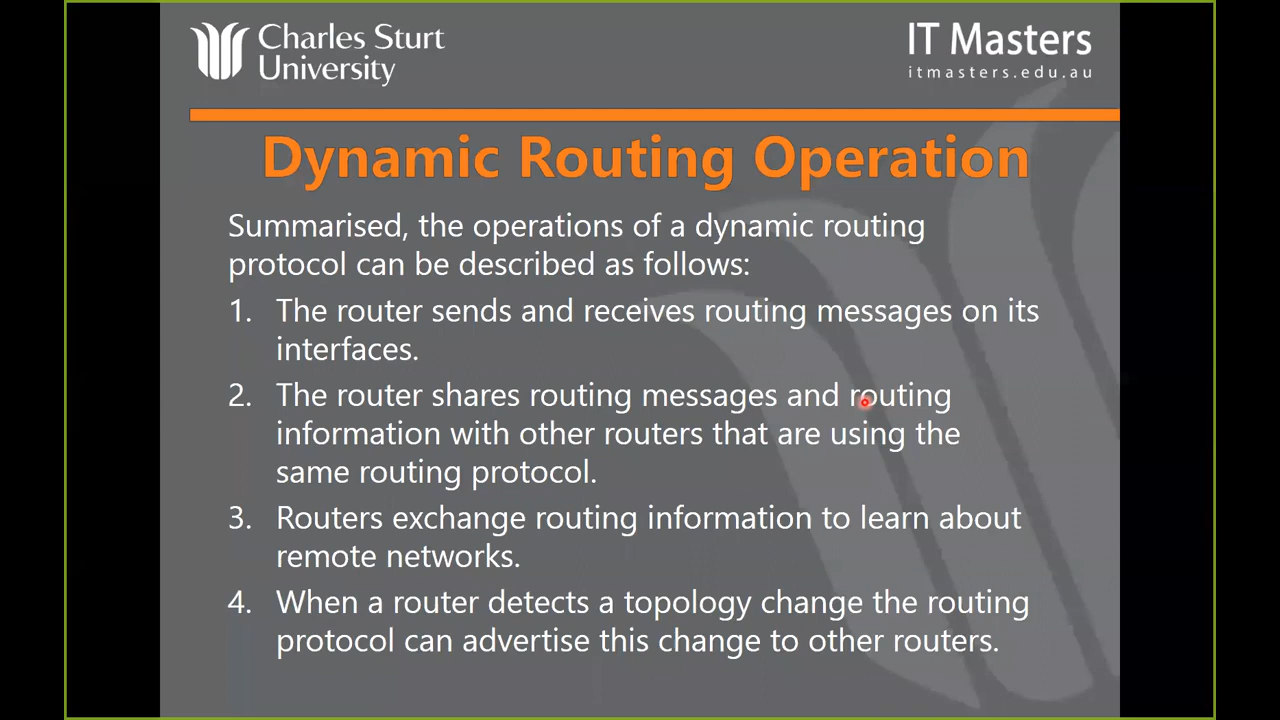 Charles Sturt
University
IT Masters
itmasters.edu.au
Dynamic Routing Operation
Summarised, the operations of a dynamic routing
protocol can be described as follows:
1. The router sends and receives routing messages on its
interfaces.
2. The router shares routing messages and routing
information with other routers that are using the
same routing protocol.
3. Routers exchange routing information to learn about
remote networks.
4. When a router detects a topology change the routing
protocol can advertise this change to other routers.